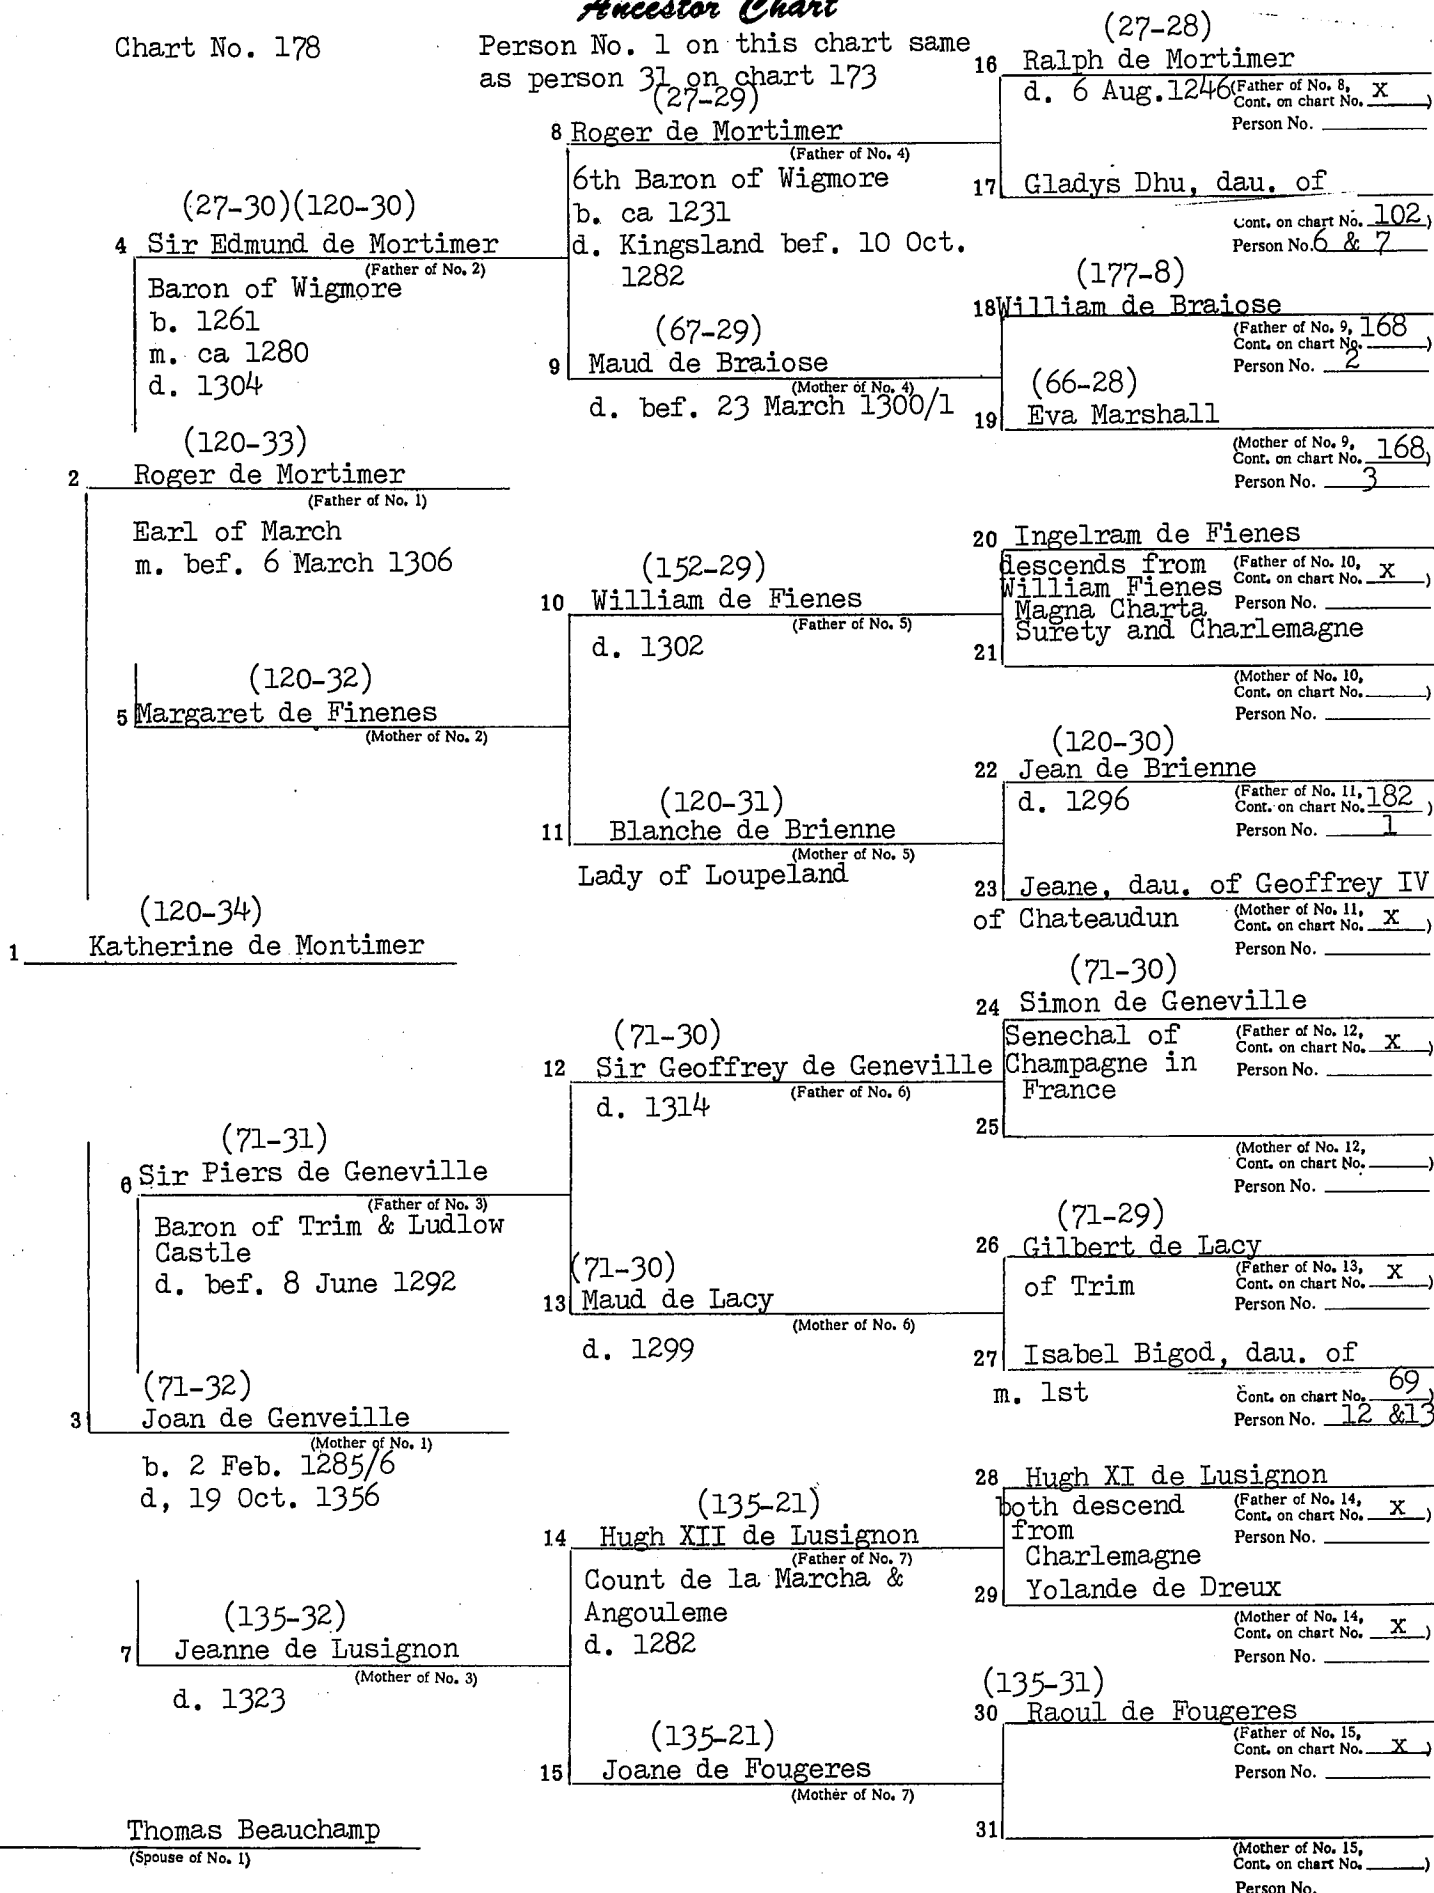 Ancestor Chart
Chart No. 178
Person No. 1 on this chart same
as person 31 on chart 173
(27-30)(120-30)
4 Sir Edmund de Mortimer
(Father of No. 2)
Baron of Wigmore
b. 1261
m. ca 1280
d. 1304
(120-33)
2 Roger de Mortimer
(Father of No. 1)
Earl of March
m. bef. 6 March 1306
(120-32)
5 Margaret de Finenes
(Mother of No. 2)
(120-34)
1 Katherine de Montimer
(71-31)
6 Sir Piers de Geneville
(Father of No. 3)
Baron of Trim & Ludlow
Castle
d. bef. 8 June 1292
(71-32)
3 Joan de Genveille
(Mother of No. 1)
b. 2 Feb. 1285/6
d, 19 Oct. 1356
(135-32)
7 Jeanne de Lusignon
(Mother of No. 3)
d. 1323
Thomas Beauchamp
(Spouse of No. 1)
(27-29)
8 Roger de Mortimer
(Father of No. 4)
6th Baron of Wigmore
b. ca 1231
d. Kingsland bef. 10 Oct.
1282
(67-29)
9 Maud de Braiose
(Mother of No. 4)
d. bef. 23 March 1300/1
(152-29)
10 William de Fienes
(Father of No. 5)
d. 1302
(120-31)
11 Blanche de Brienne
(Mother of No. 5)
Lady of Loupeland
(71-30)
12 Sir Geoffrey de Geneville
(Father of No. 6)
d. 1314
(71-30)
13 Maud de Lacy
(Mother of No. 6)
d. 1299
(135-21)
14 Hugh XII de Lusignon
(Father of No. 7)
Count de la Marcha &
Angouleme
d. 1282
(135-21)
15 Joane de Fougeres
(Mother of No. 7)
(27-28)
16 Ralph de Mortimer
d. 6 Aug.1246 (Father of No. 8,
Cont. on chart No. x )
Person No.
17 Gladys Dhu, dau. of
Cont. on chart No. 102)
Person No. 6 & 7
(177-8)
18 William de Braiose
(Father of No. 9,
Cont. on chart No. 168 )
Person No. 2
(66-28)
19 Eva Marshall
(Mother of No. 9,
Cont. on chart No. 168)
Person No. 3
20 Ingelram de Fienes
descends from (Father of No. 10,
William Fienes Cont. on chart No. x )
Magna Charta Person No.
Surety and Charlemagne
21
(Mother of No. 10,
Cont. on chart No. )
Person No.
(120-30)
22 Jean de Brienne
d. 1296 (Father of No. 11,
Cont. on chart No. 182 )
Person No. 1
23 Jeane, dau. of Geoffrey IV
of Chateaudun (Mother of No. 11,
Cont. on chart No. x )
Person No.
(71-30)
24 Simon de Geneville
Senechal of (Father of No. 12,
Champagne in Cont. on chart No. x )
France Person No.
25
(Mother of No. 12,
Cont. on chart No. )
Person No.
(71-29)
26 Gilbert de Lacy
of Trim (Father of No. 13,
Cont. on chart No. x )
Person No.
27 Isabel Bigod, dau. of
m. 1st Cont. on chart No. 69 )
Person No. 12 &13
28 Hugh XI de Lusignon
both descend (Father of No. 14,
from Cont. on chart No. x )
Charlemagne Person No.
29 Yolande de Dreux
(Mother of No. 14,
Cont. on chart No. x )
Person No.
(135-31)
30 Raoul de Fougeres
(Father of No. 15,
Cont. on chart No. x )
Person No.
31
(Mother of No. 15,
Cont. on chart No. )
Person No.